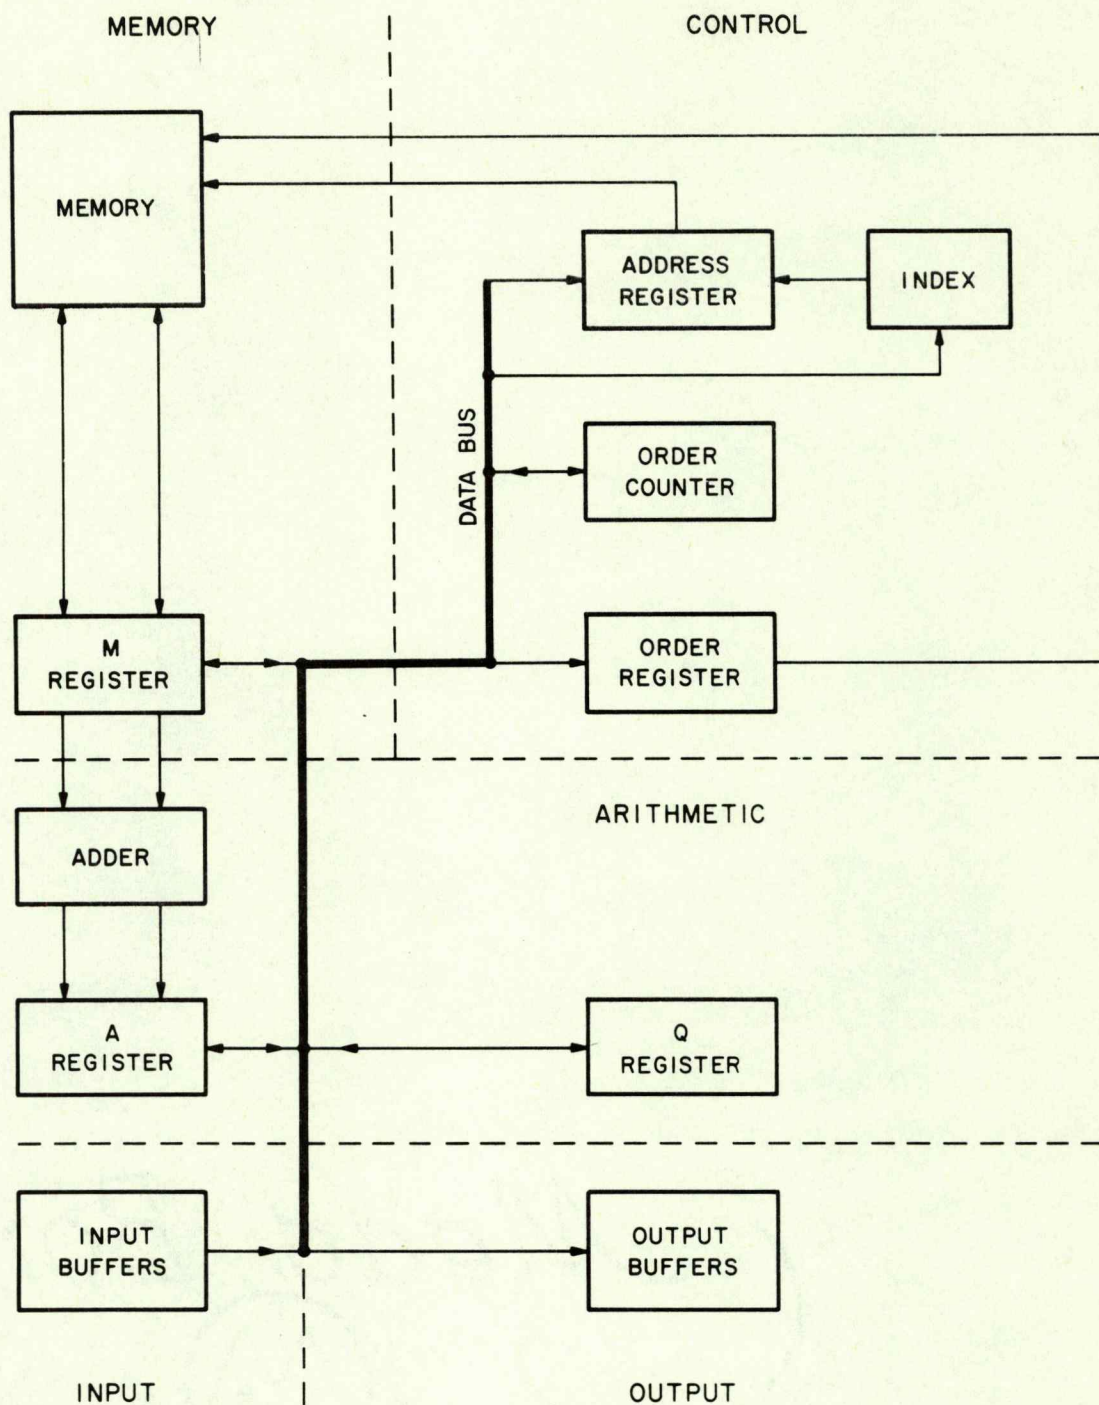 MEMORY
CONTROL
MEMORY
ADDRESS
REGISTER
INDEX
DATA BUS
ORDER
COUNTER
M
REGISTER
ORDER
REGISTER
ARITHMETIC
ADDER
A
REGISTER
Q
REGISTER
INPUT
BUFFERS
OUTPUT
BUFFERS
INPUT
OUTPUT